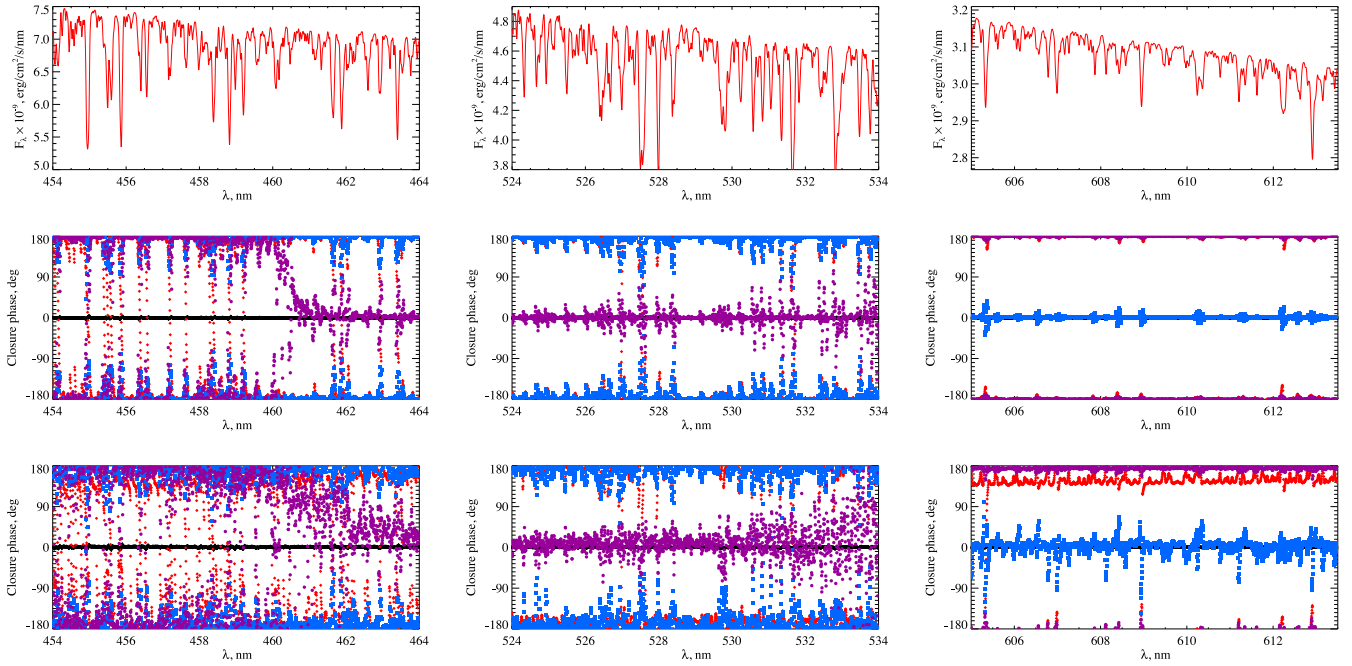 F_λ × 10⁻⁹, erg/cm²/s/nm
7.5
7.0
6.5
6.0
5.5
5.0
454 456 458 460 462 464
λ, nm
F_λ × 10⁻⁹, erg/cm²/s/nm
4.8
4.6
4.4
4.2
4.0
3.8
524 526 528 530 532 534
λ, nm
F_λ × 10⁻⁹, erg/cm²/s/nm
3.2
3.1
3.0
2.9
2.8
606 608 610 612
λ, nm
Closure phase, deg
180
90
0
-90
-180
454 456 458 460 462 464
λ, nm
Closure phase, deg
180
90
0
-90
-180
524 526 528 530 532 534
λ, nm
Closure phase, deg
180
90
0
-90
-180
606 608 610 612
λ, nm
Closure phase, deg
180
90
0
-90
-180
454 456 458 460 462 464
λ, nm
Closure phase, deg
180
90
0
-90
-180
524 526 528 530 532 534
λ, nm
Closure phase, deg
180
90
0
-90
-180
606 608 610 612
λ, nm